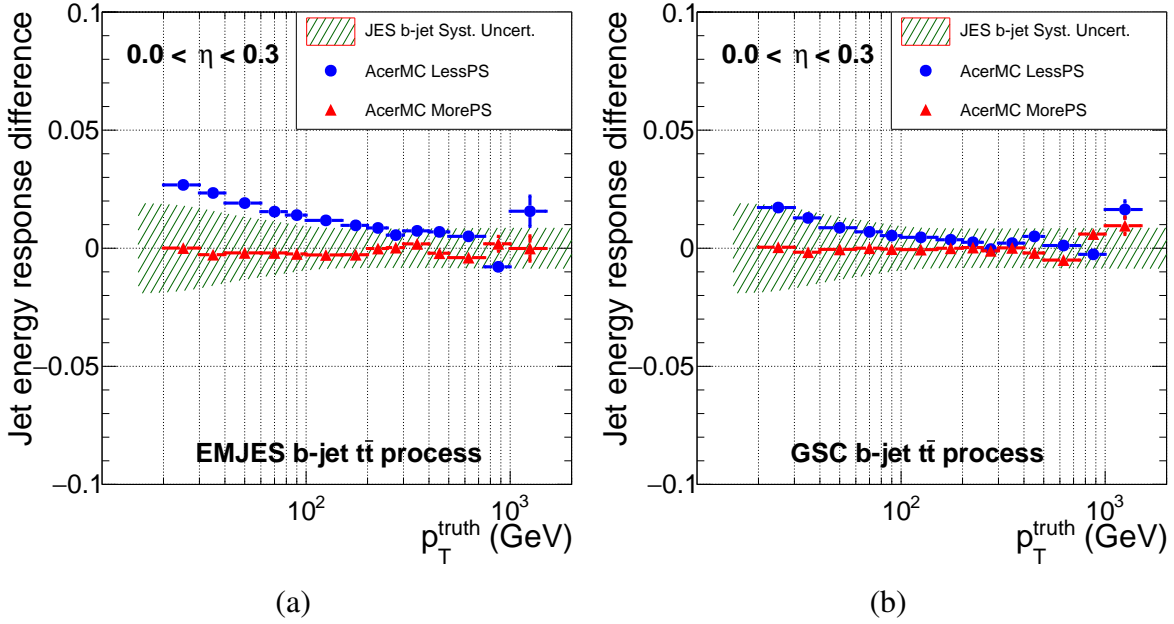 Jet energy response difference
0.1
0.05
0
−0.05
−0.1
0.0 < η < 0.3
JES b-jet Syst. Uncert.
AcerMC LessPS
AcerMC MorePS
EMJES b-jet tt̄ process
10²
10³
p_T^truth (GeV)
(a)
Jet energy response difference
0.1
0.05
0
−0.05
−0.1
0.0 < η < 0.3
JES b-jet Syst. Uncert.
AcerMC LessPS
AcerMC MorePS
GSC b-jet tt̄ process
10²
10³
p_T^truth (GeV)
(b)